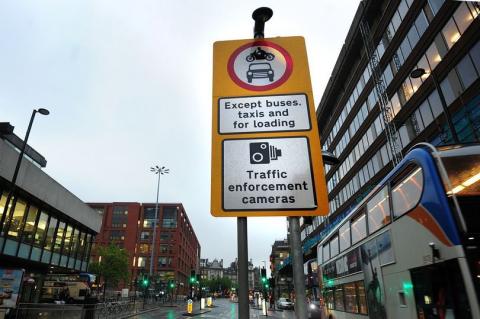 Except buses,
taxis and
for loading
Traffic
enforcement
cameras